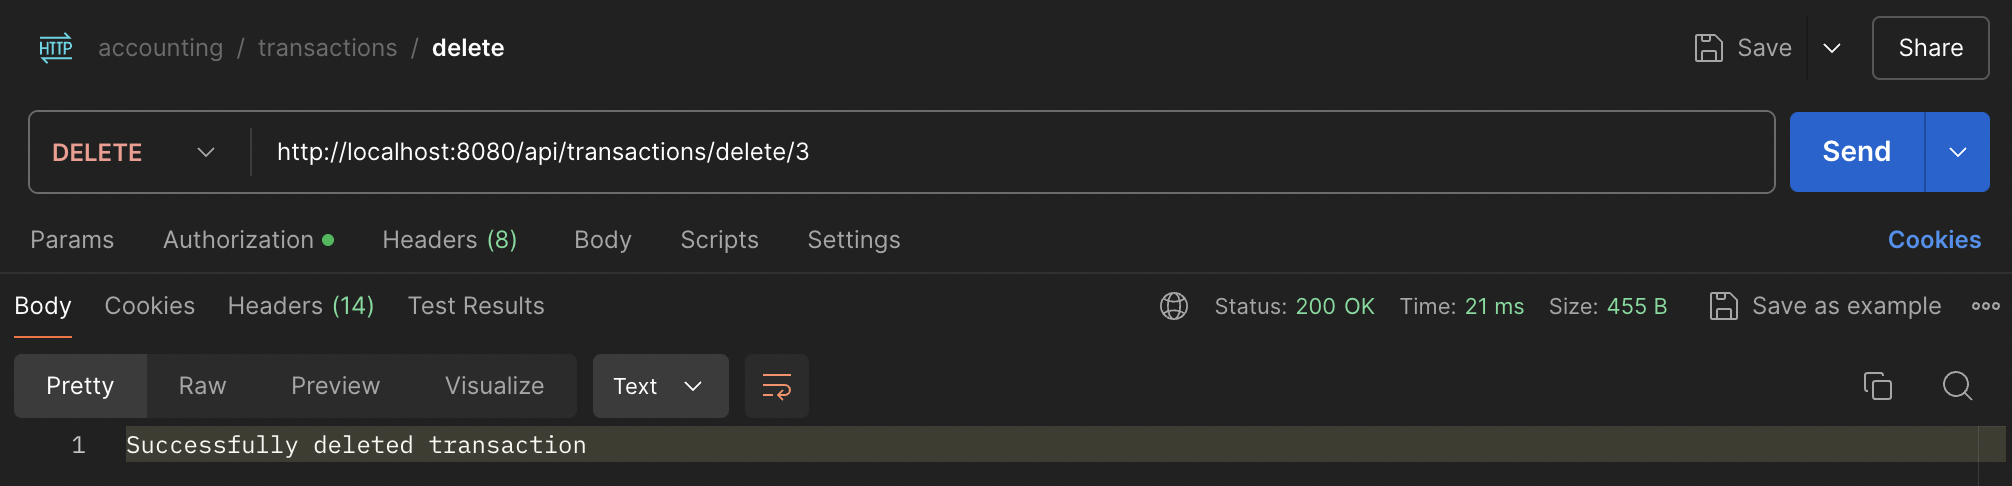 HTTP accounting / transactions / delete Save Share
DELETE http://localhost:8080/api/transactions/delete/3 Send
Params Authorization Headers (8) Body Scripts Settings Cookies
Body Cookies Headers (14) Test Results Status: 200 OK Time: 21 ms Size: 455 B Save as example
Pretty Raw Preview Visualize Text
1 Successfully deleted transaction